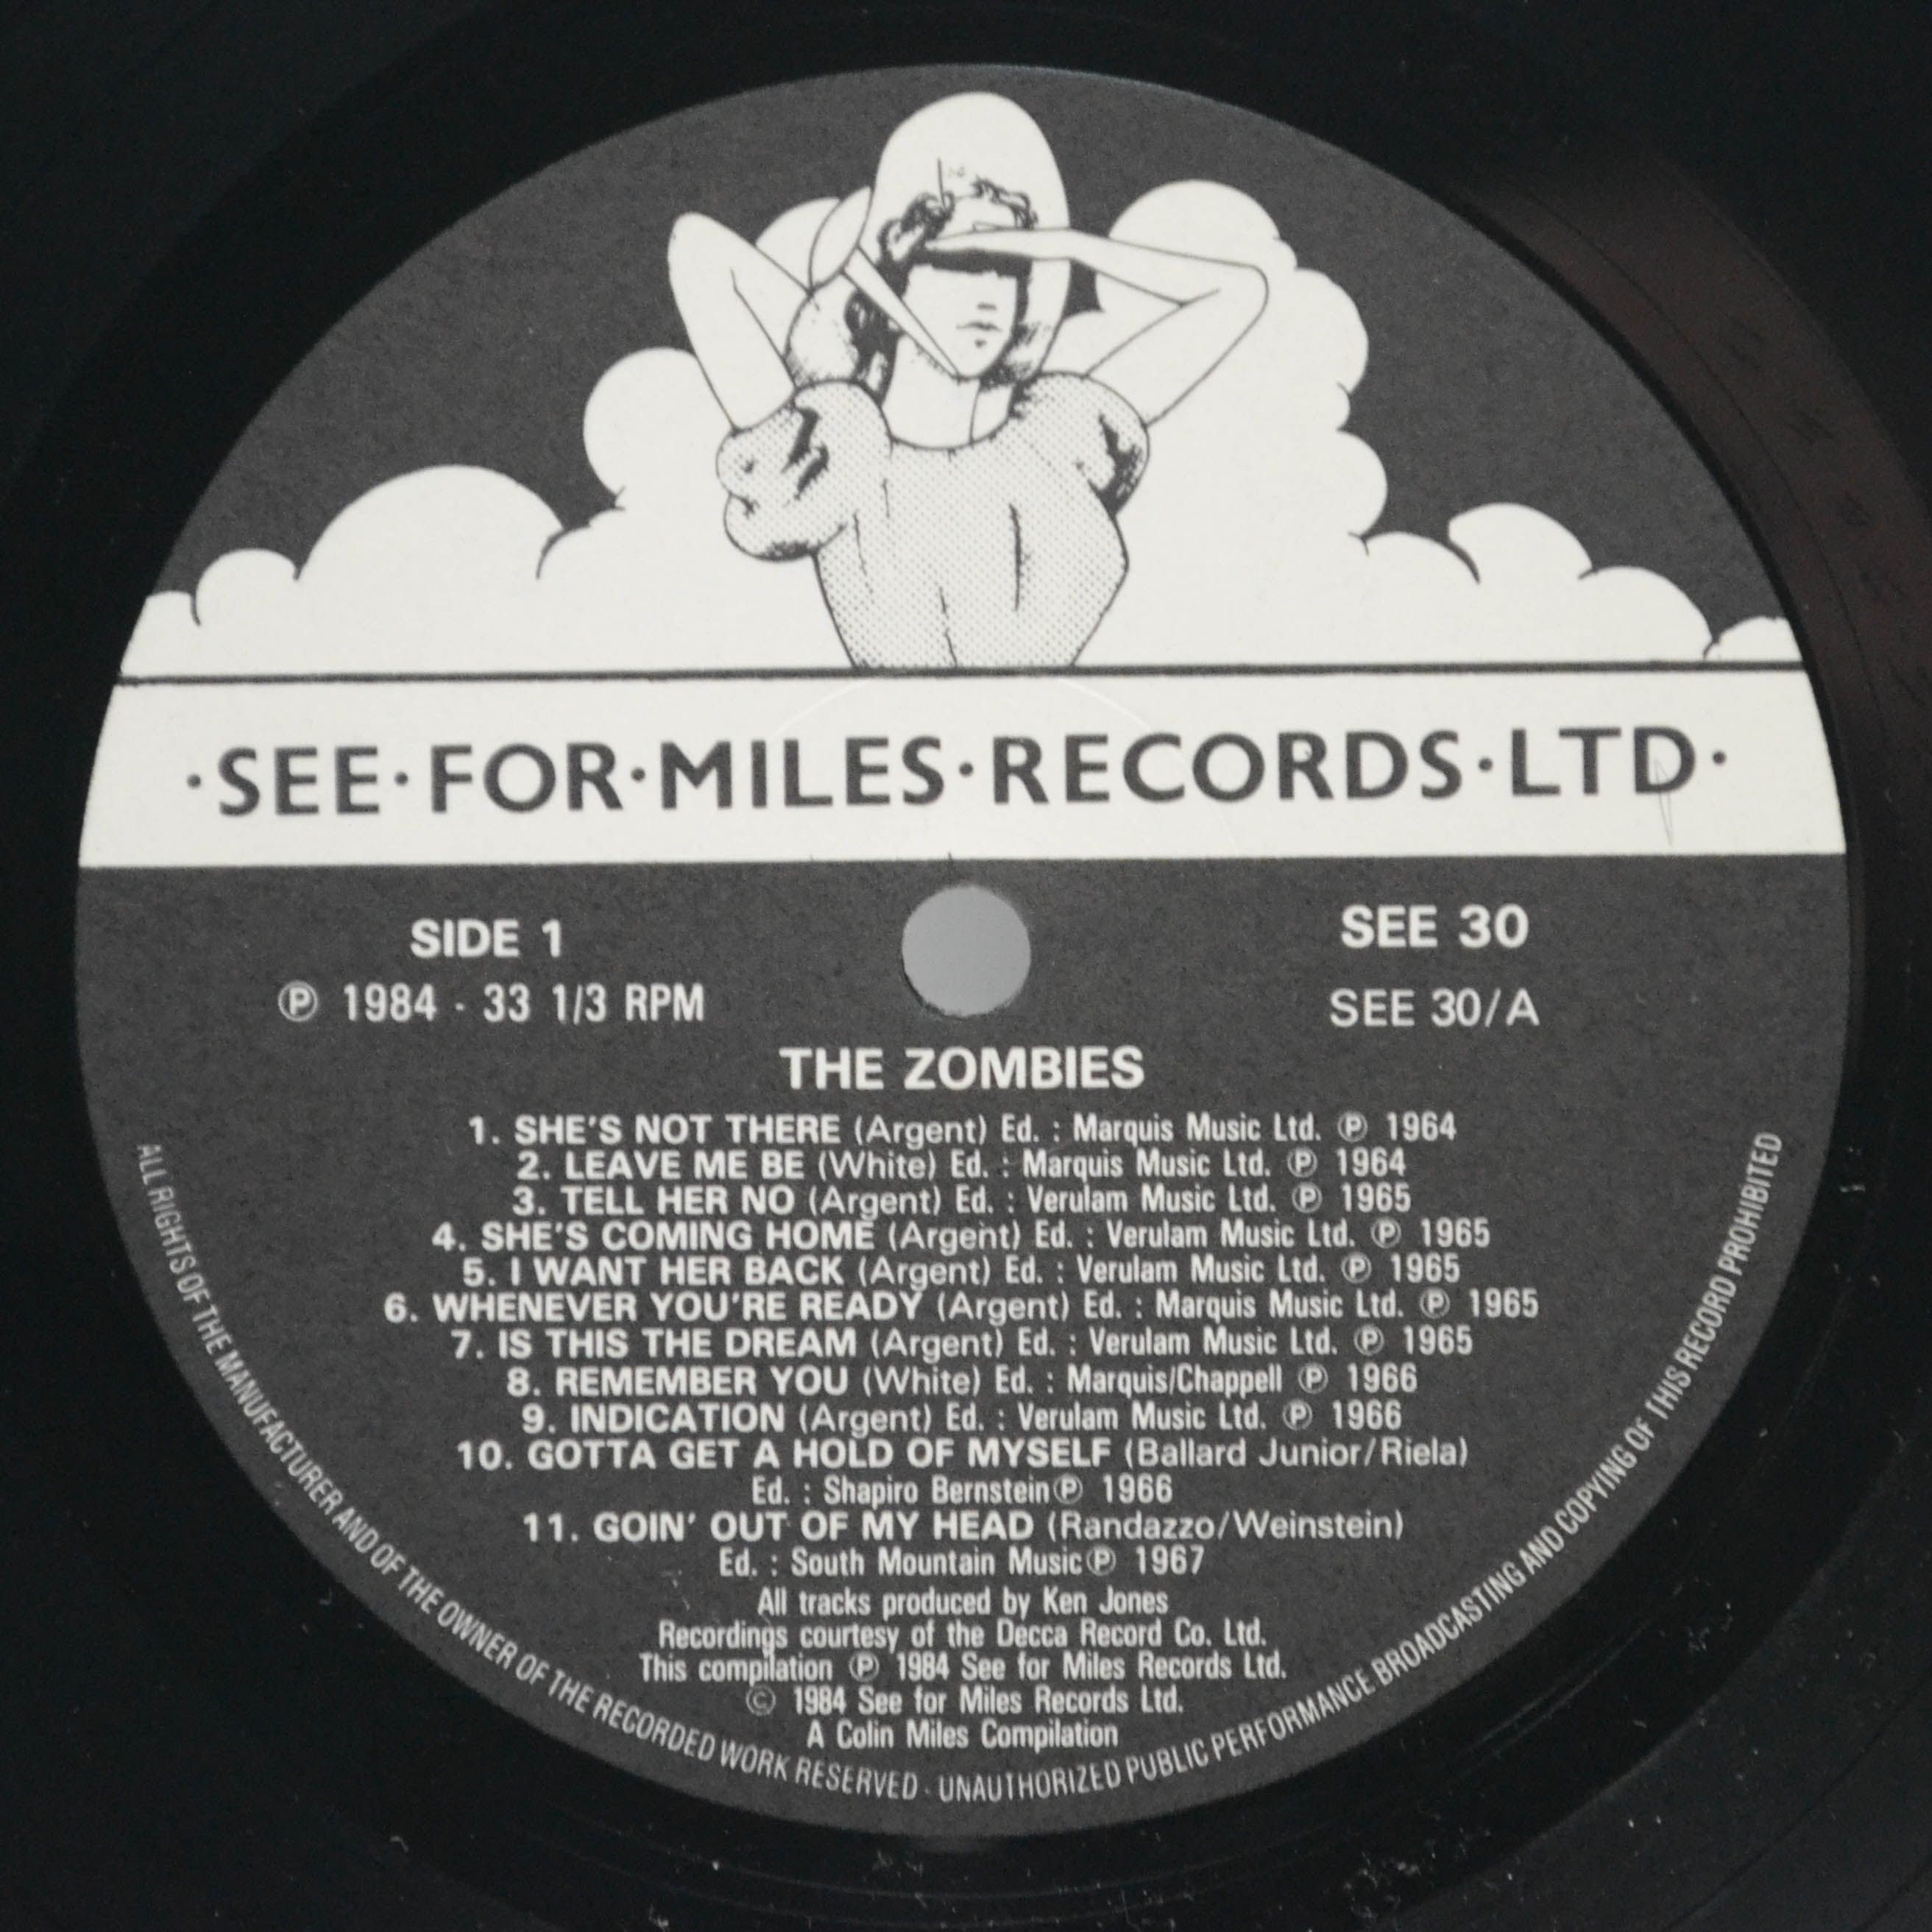 ·SEE·FOR·MILES·RECORDS·LTD·
SIDE 1
SEE 30
Ⓟ 1984 · 33 1/3 RPM
SEE 30/A
THE ZOMBIES
1. SHE'S NOT THERE (Argent) Ed. : Marquis Music Ltd. Ⓟ 1964
2. LEAVE ME BE (White) Ed. : Marquis Music Ltd. Ⓟ 1964
3. TELL HER NO (Argent) Ed. : Verulam Music Ltd. Ⓟ 1965
4. SHE'S COMING HOME (Argent) Ed. : Verulam Music Ltd. Ⓟ 1965
5. I WANT HER BACK (Argent) Ed. : Verulam Music Ltd. Ⓟ 1965
6. WHENEVER YOU'RE READY (Argent) Ed. : Marquis Music Ltd. Ⓟ 1965
7. IS THIS THE DREAM (Argent) Ed. : Verulam Music Ltd. Ⓟ 1965
8. REMEMBER YOU (White) Ed. : Marquis/Chappell Ⓟ 1966
9. INDICATION (Argent) Ed. : Verulam Music Ltd. Ⓟ 1966
10. GOTTA GET A HOLD OF MYSELF (Ballard Junior/Riela)
Ed. : Shapiro Bernstein Ⓟ 1966
11. GOIN' OUT OF MY HEAD (Randazzo/Weinstein)
Ed. : South Mountain Music Ⓟ 1967
All tracks produced by Ken Jones
Recordings courtesy of the Decca Record Co. Ltd.
This compilation Ⓟ 1984 See for Miles Records Ltd.
© 1984 See for Miles Records Ltd.
A Colin Miles Compilation
ALL RIGHTS OF THE MANUFACTURER AND OF THE OWNER OF THE RECORDED WORK RESERVED · UNAUTHORIZED PUBLIC PERFORMANCE BROADCASTING AND COPYING OF THIS RECORD PROHIBITED